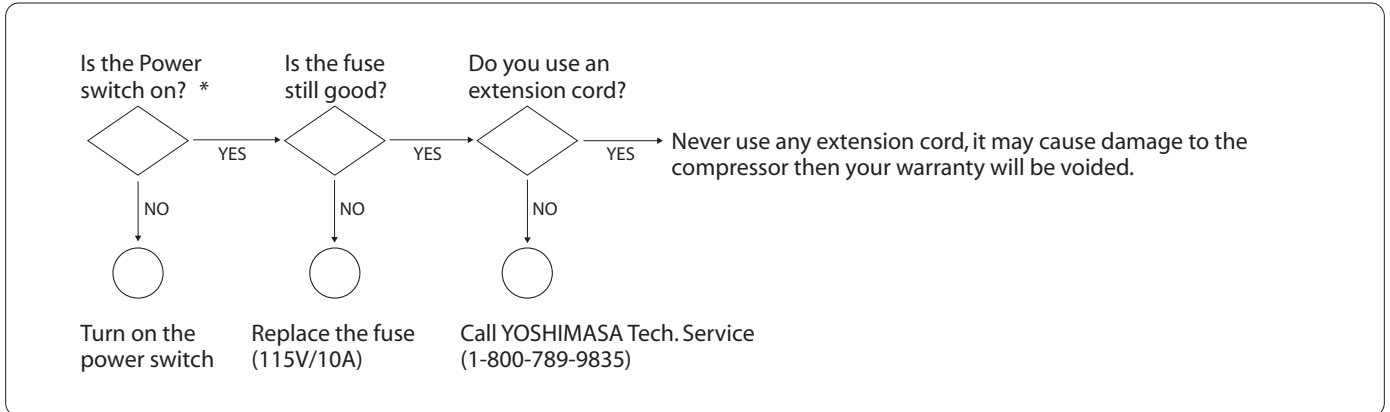 Is the Power
switch on? *
Is the fuse
still good?
Do you use an
extension cord?
YES
YES
YES
Never use any extension cord, it may cause damage to the
compressor then your warranty will be voided.
NO
NO
NO
Turn on the
power switch
Replace the fuse
(115V/10A)
Call YOSHIMASA Tech. Service
(1-800-789-9835)